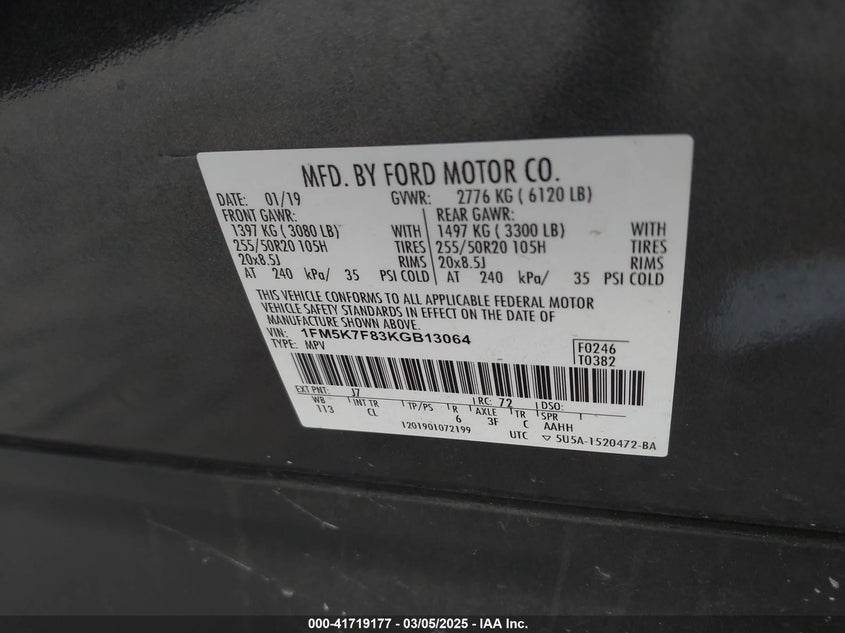 MFD. BY FORD MOTOR CO.
DATE: 01/19 GVWR: 2776 KG ( 6120 LB)
FRONT GAWR: REAR GAWR:
1397 KG ( 3080 LB) WITH 1497 KG ( 3300 LB) WITH
255/50R20 105H TIRES 255/50R20 105H TIRES
20x8.5J RIMS 20x8.5J RIMS
AT 240 kPa/ 35 PSI COLD AT 240 kPa/ 35 PSI COLD
THIS VEHICLE CONFORMS TO ALL APPLICABLE FEDERAL MOTOR
VEHICLE SAFETY STANDARDS IN EFFECT ON THE DATE OF
MANUFACTURE SHOWN ABOVE.
VIN: 1FM5K7F83KGB13064
TYPE: MPV
F0246
T0382
EXT PNT: J7 RC: 72 DSO:
WB INT TR TP/PS R AXLE TR SPR
113 CL 6 3F C AAHH
1201901072199 UTC ▽ 5U5A-1520472-BA
000-41719177 — 03/05/2025 — IAA Inc.